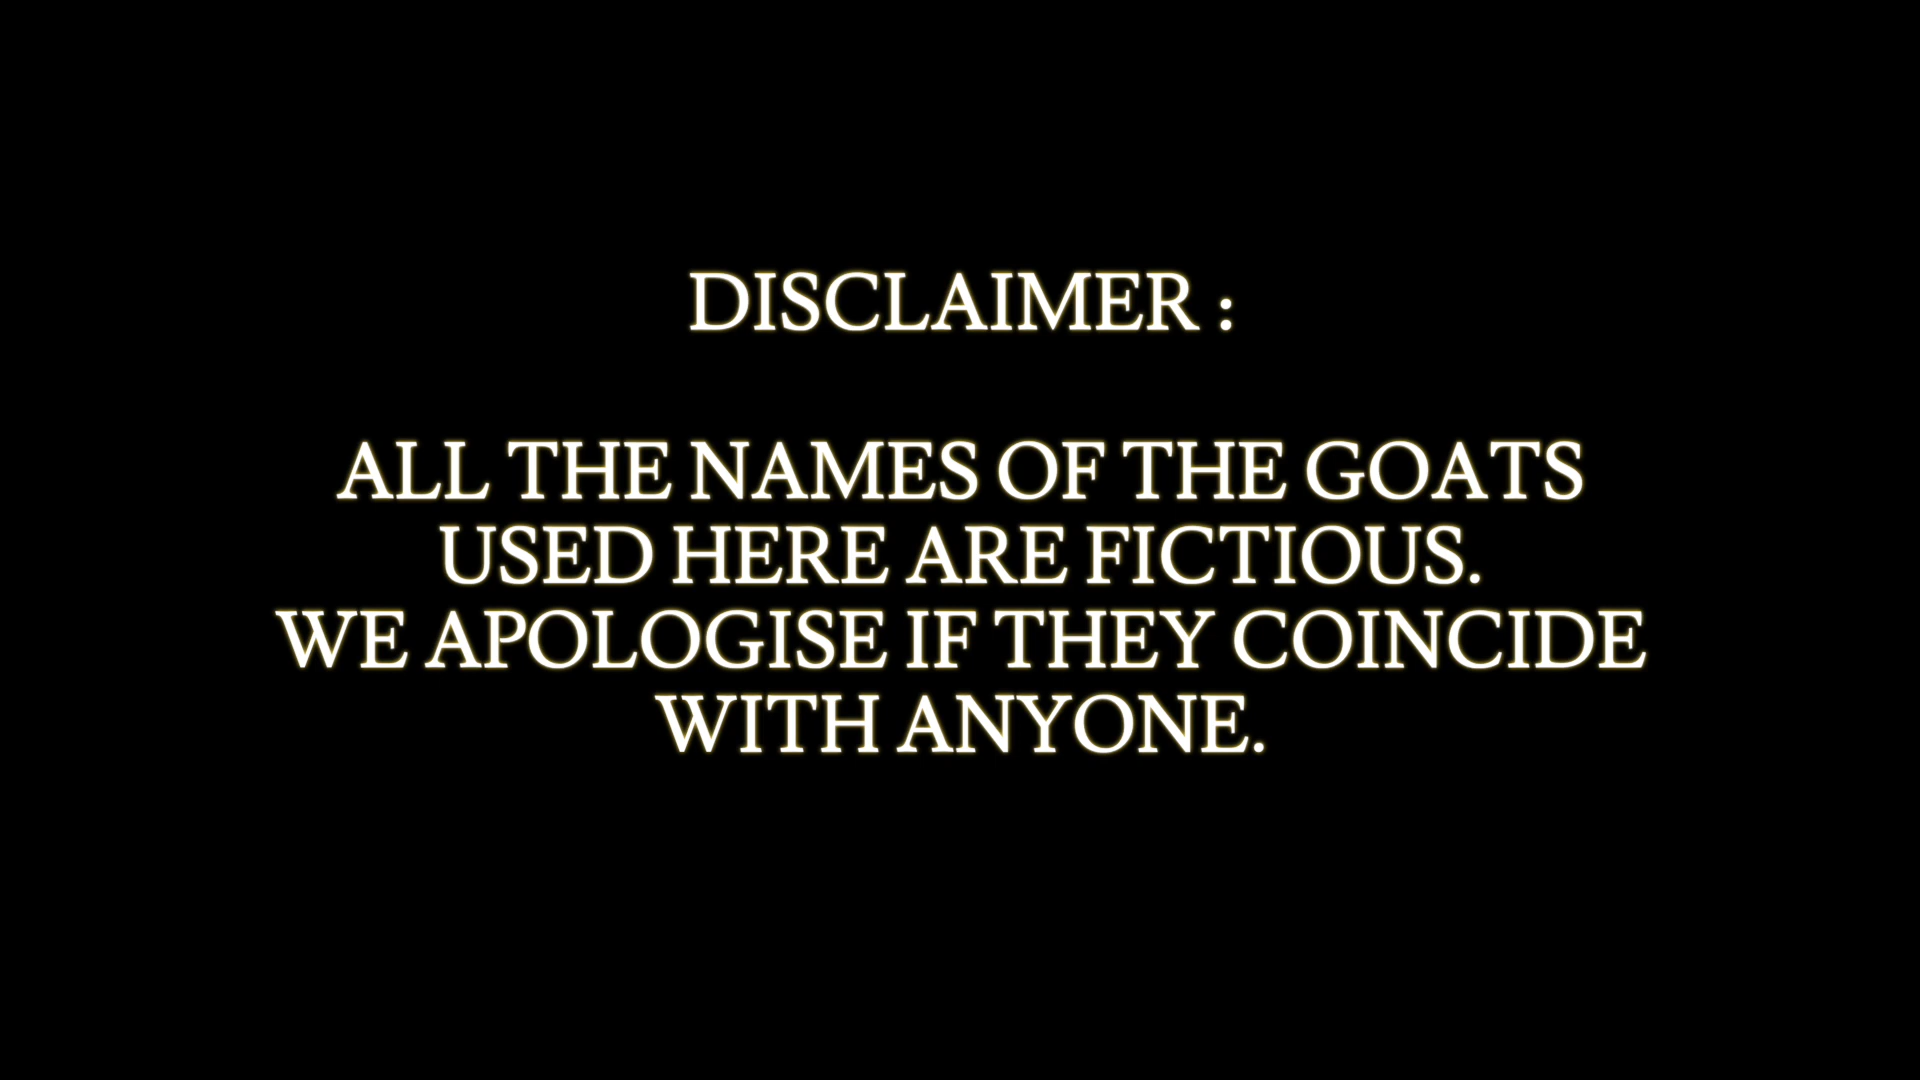 DISCLAIMER :
ALL THE NAMES OF THE GOATS
USED HERE ARE FICTIOUS.
WE APOLOGISE IF THEY COINCIDE
WITH ANYONE.